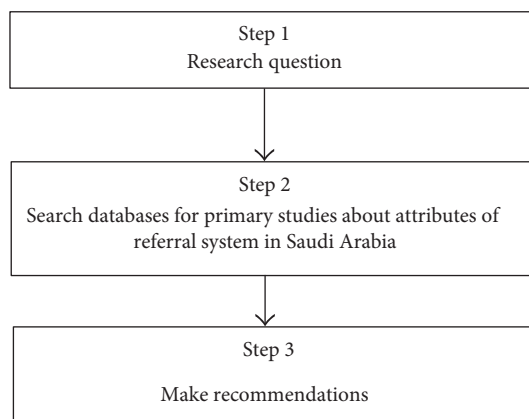 Step 1
Research question
Step 2
Search databases for primary studies about attributes of
referral system in Saudi Arabia
Step 3
Make recommendations